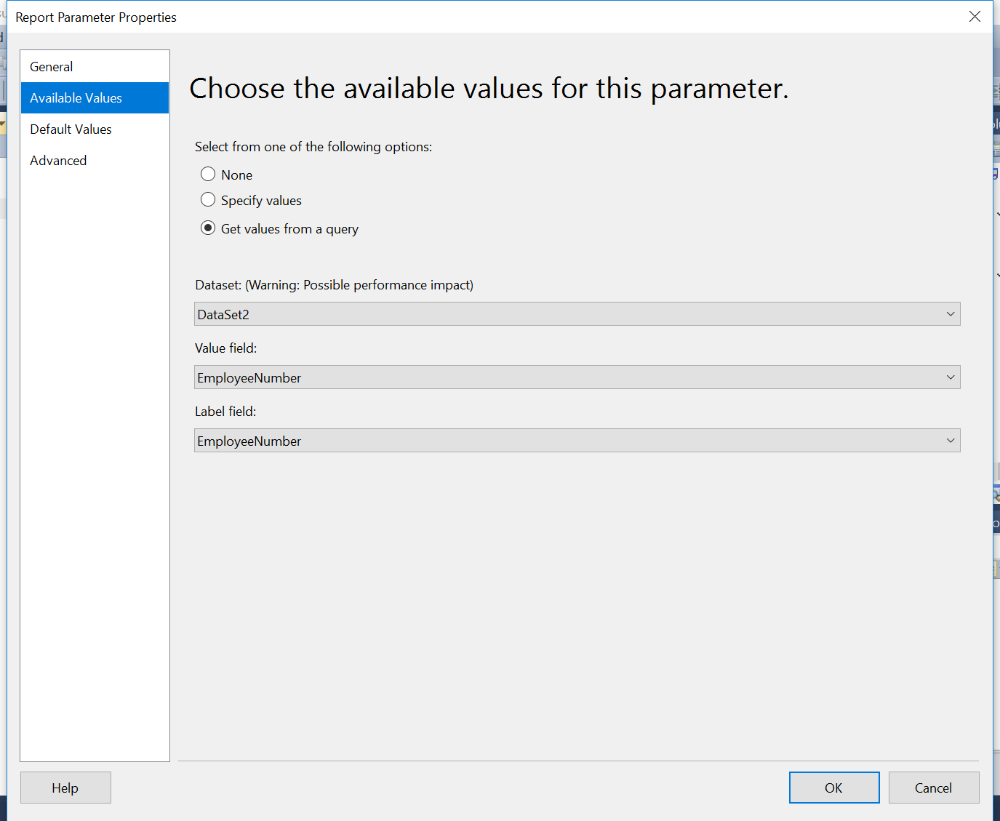 Report Parameter Properties
General
Available Values
Default Values
Advanced
Choose the available values for this parameter.
Select from one of the following options:
None
Specify values
Get values from a query
Dataset: (Warning: Possible performance impact)
DataSet2
Value field:
EmployeeNumber
Label field:
EmployeeNumber
Help
OK
Cancel